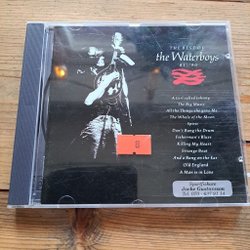 THE BEST OF
the Waterboys
81–90
A Girl Called Johnny
The Big Music
All the Things she gave Me
The Whole of the Moon
Spirit
Don't Bang the Drum
Fisherman's Blues
Killing My Heart
Strange Boat
And a Bang on the Ear
Old England
A Man is in Love